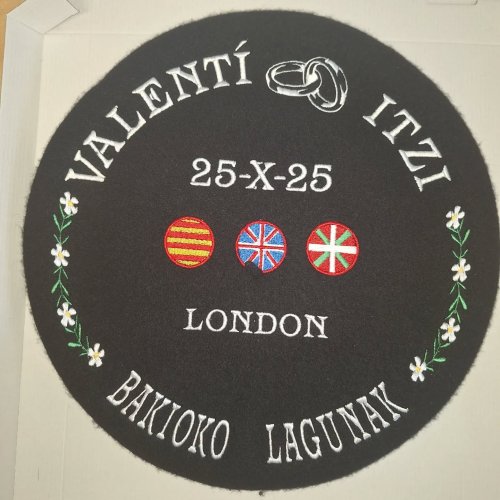 VALENTÍ ITZI
25-X-25
LONDON
BAKIOKO LAGUNAK